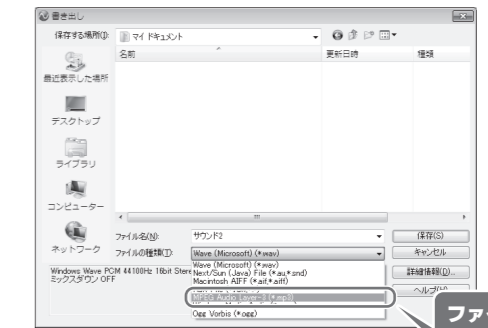 書き出し
保存する場所(I):
マイ ドキュメント
名前
更新日時
種類
最近表示した場所
デスクトップ
ライブラリ
コンピューター
ネットワーク
ファイル名(N):
サウンド2
保存(S)
ファイルの種類(T):
Wave (Microsoft) (*.wav)
キャンセル
Windows Wave PCM 44100Hz 16bit Stere
ミックスダウン OFF
Wave (Microsoft) (*.wav)
Next/Sun (Java) File (*.au,*.snd)
Macintosh AIFF (*.aif,*.aiff)
MPEG Audio Layer-3 (*.mp3)
Ogg Vorbis (*.ogg)
詳細情報(D)...
ヘルプ(H)
ファイ